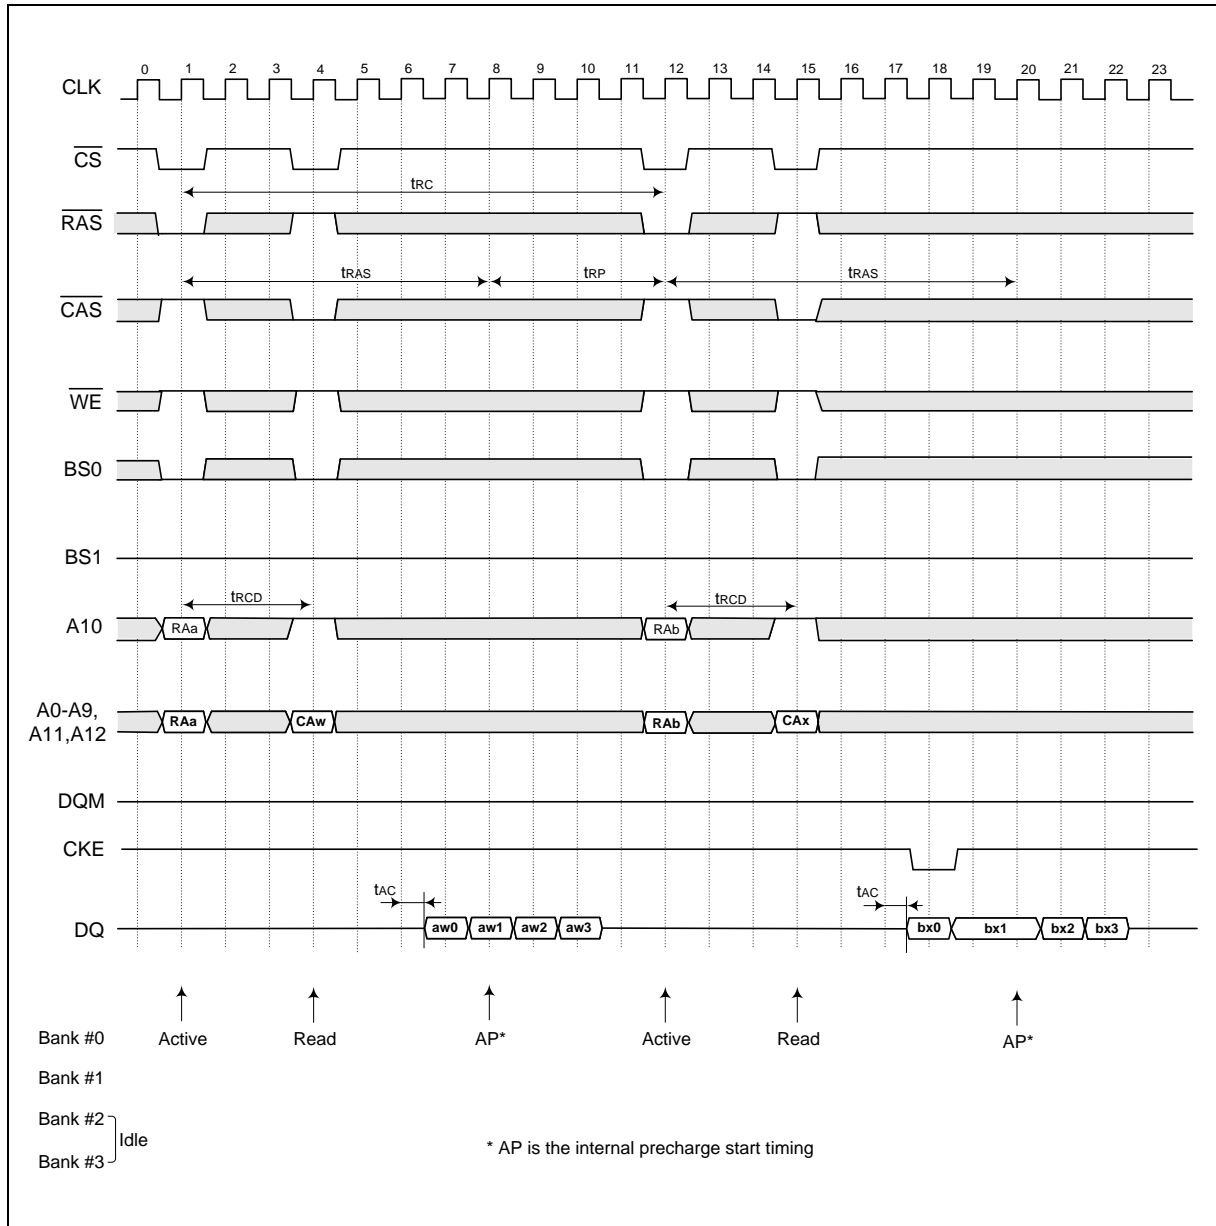 0 1 2 3 4 5 6 7 8 9 10 11 12 13 14 15 16 17 18 19 20 21 22 23
CLK
CS
tRC
RAS
tRAS tRP tRAS
CAS
WE
BS0
BS1
tRCD tRCD
A10 RAa RAb
A0-A9,
A11,A12
RAa CAw RAb CAx
DQM
CKE
tAC tAC
DQ aw0 aw1 aw2 aw3 bx0 bx1 bx2 bx3
Bank #0 Active Read AP* Active Read AP*
Bank #1
Bank #2
Idle
Bank #3
* AP is the internal precharge start timing